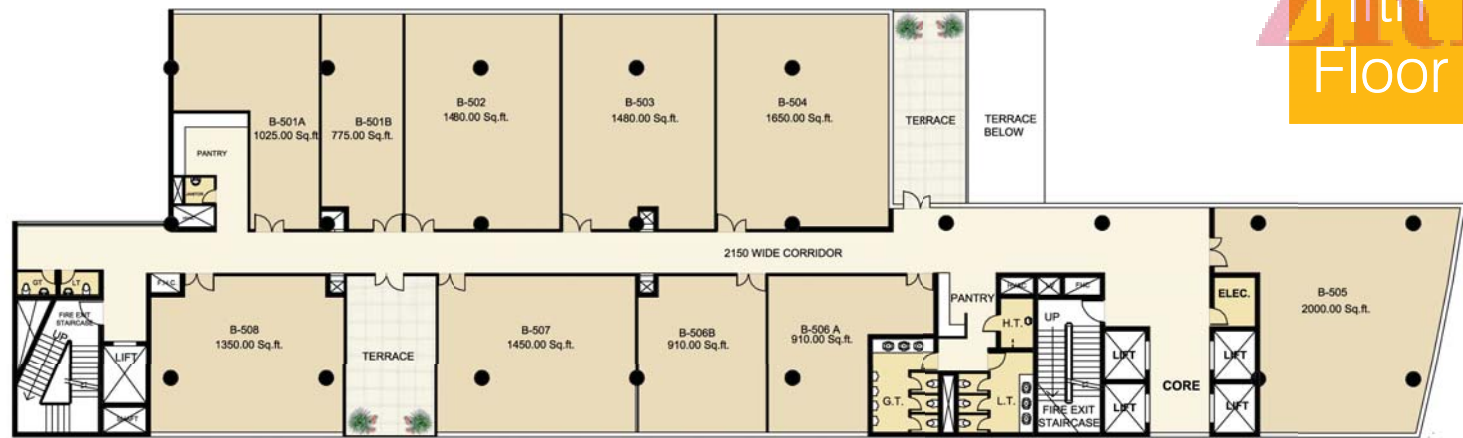 Fifth
Floor
B-501A
1025.00 Sq.ft.
B-501B
775.00 Sq.ft.
B-502
1480.00 Sq.ft.
B-503
1480.00 Sq.ft.
B-504
1650.00 Sq.ft.
TERRACE
TERRACE
BELOW
PANTRY
JANITOR
2150 WIDE CORRIDOR
GT
LT
F.H.C.
FIRE EXIT
STAIRCASE
UP
LIFT
SHAFT
B-508
1350.00 Sq.ft.
TERRACE
B-507
1450.00 Sq.ft.
B-506B
910.00 Sq.ft.
B-506 A
910.00 Sq.ft.
PANTRY
H.T.
G.T.
L.T.
FHC
UP
FIRE EXIT
STAIRCASE
LIFT
LIFT
CORE
LIFT
LIFT
ELEC.
B-505
2000.00 Sq.ft.